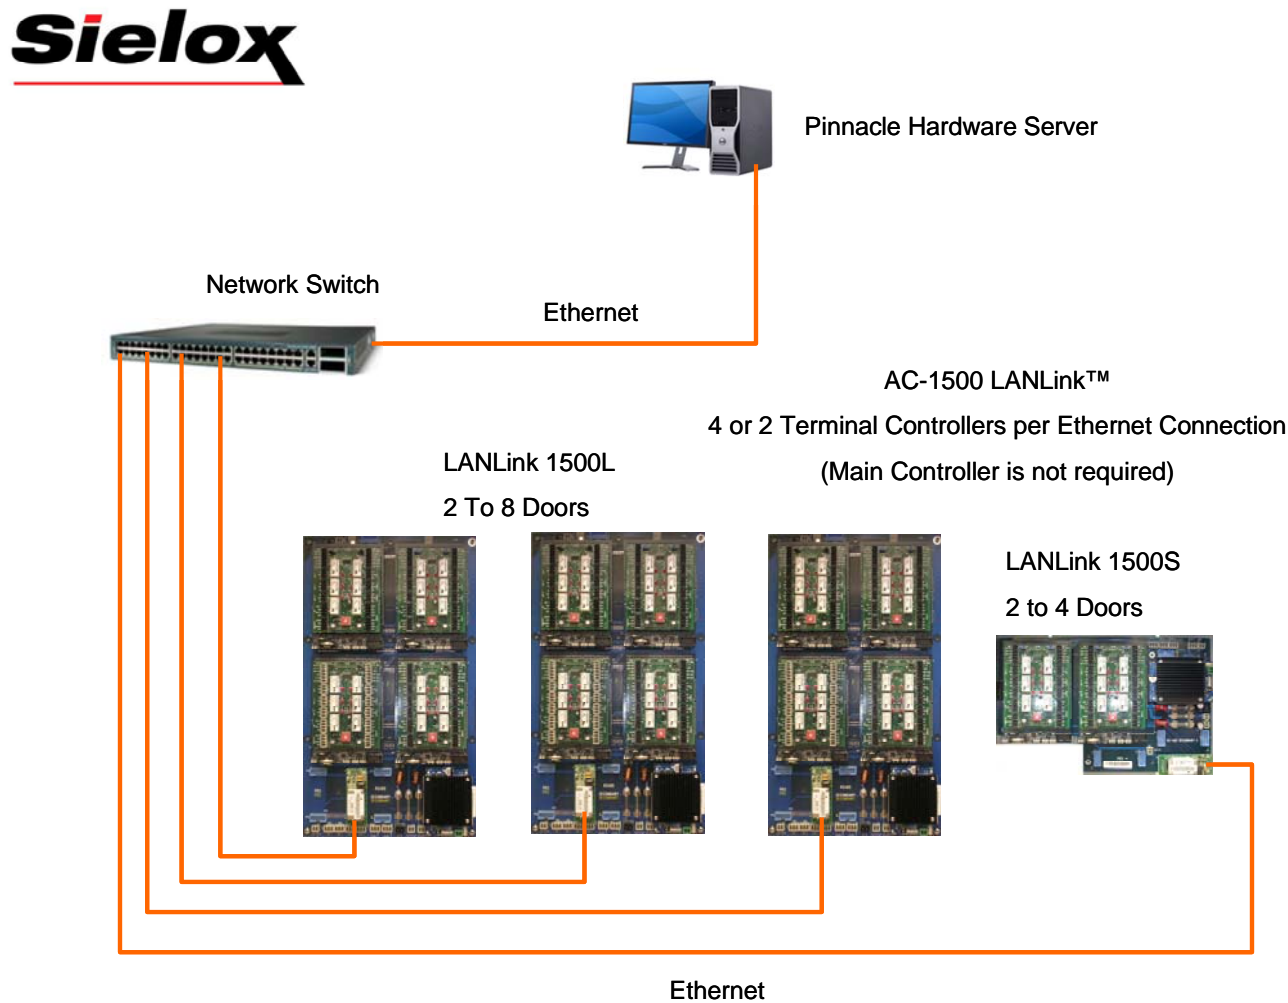 Sielox
Pinnacle Hardware Server
Network Switch
Ethernet
AC-1500 LANLink™
4 or 2 Terminal Controllers per Ethernet Connection
(Main Controller is not required)
LANLink 1500L
2 To 8 Doors
LANLink 1500S
2 to 4 Doors
Ethernet